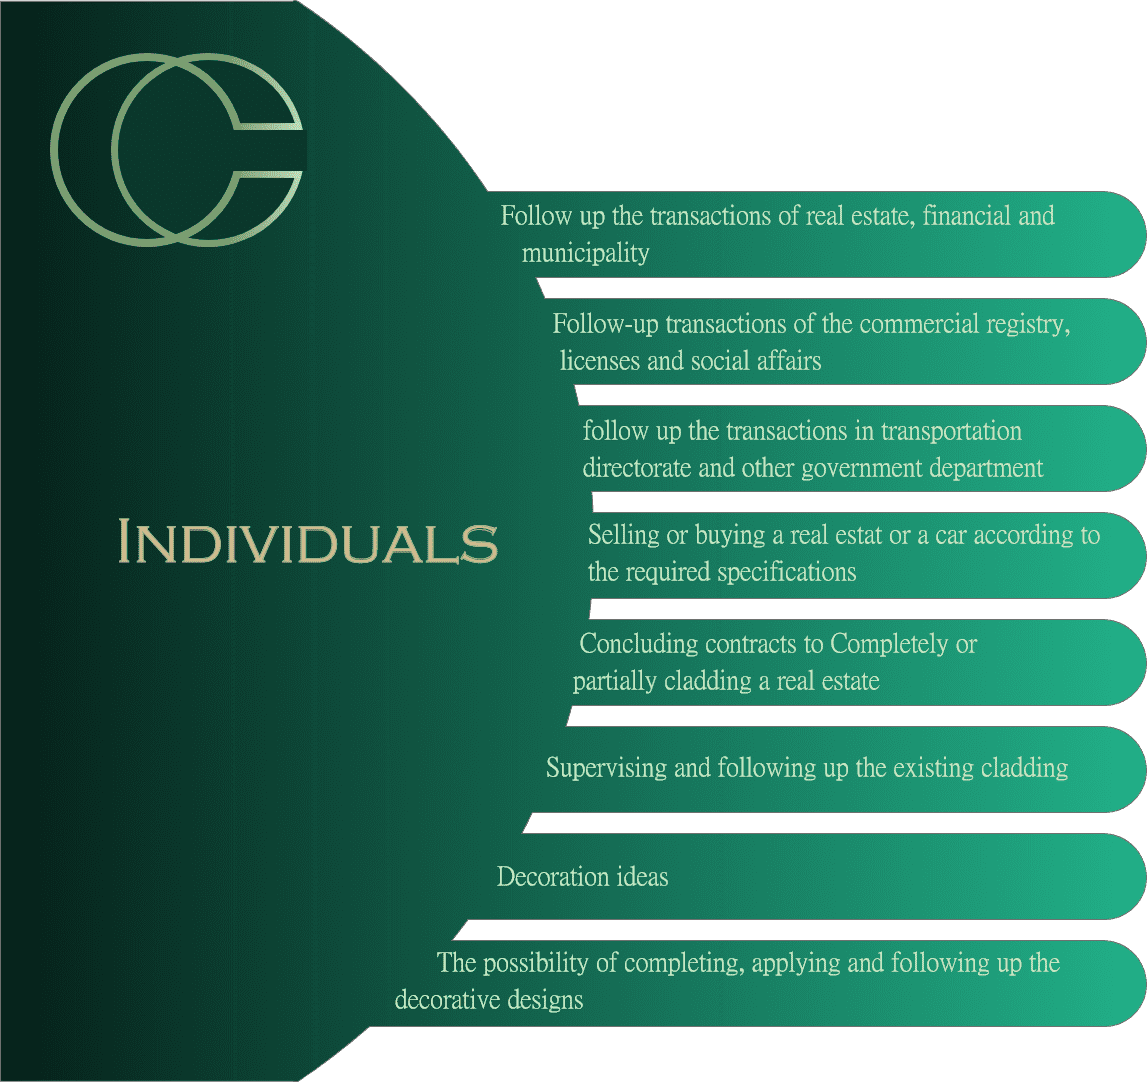 Follow up the transactions of real estate, financial and
municipality
Follow-up transactions of the commercial registry,
licenses and social affairs
follow up the transactions in transportation
directorate and other government department
INDIVIDUALS
Selling or buying a real estat or a car according to
the required specifications
Concluding contracts to Completely or
partially cladding a real estate
Supervising and following up the existing cladding
Decoration ideas
The possibility of completing, applying and following up the
decorative designs